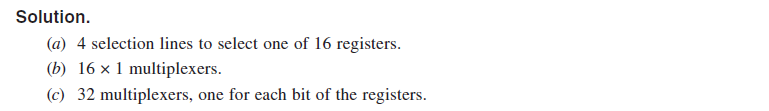 Solution.
(a) 4 selection lines to select one of 16 registers.
(b) 16 × 1 multiplexers.
(c) 32 multiplexers, one for each bit of the registers.